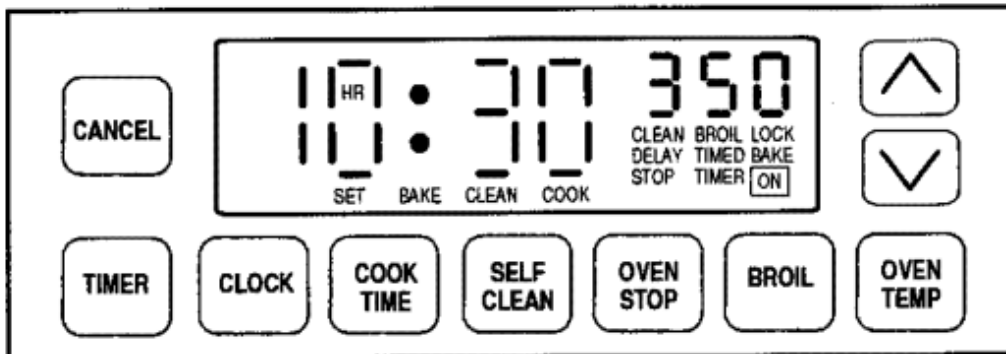 CANCEL
10:30
HR
350
CLEAN BROIL LOCK
DELAY TIMED BAKE
STOP TIMER ON
SET BAKE CLEAN COOK
TIMER
CLOCK
COOK
TIME
SELF
CLEAN
OVEN
STOP
BROIL
OVEN
TEMP